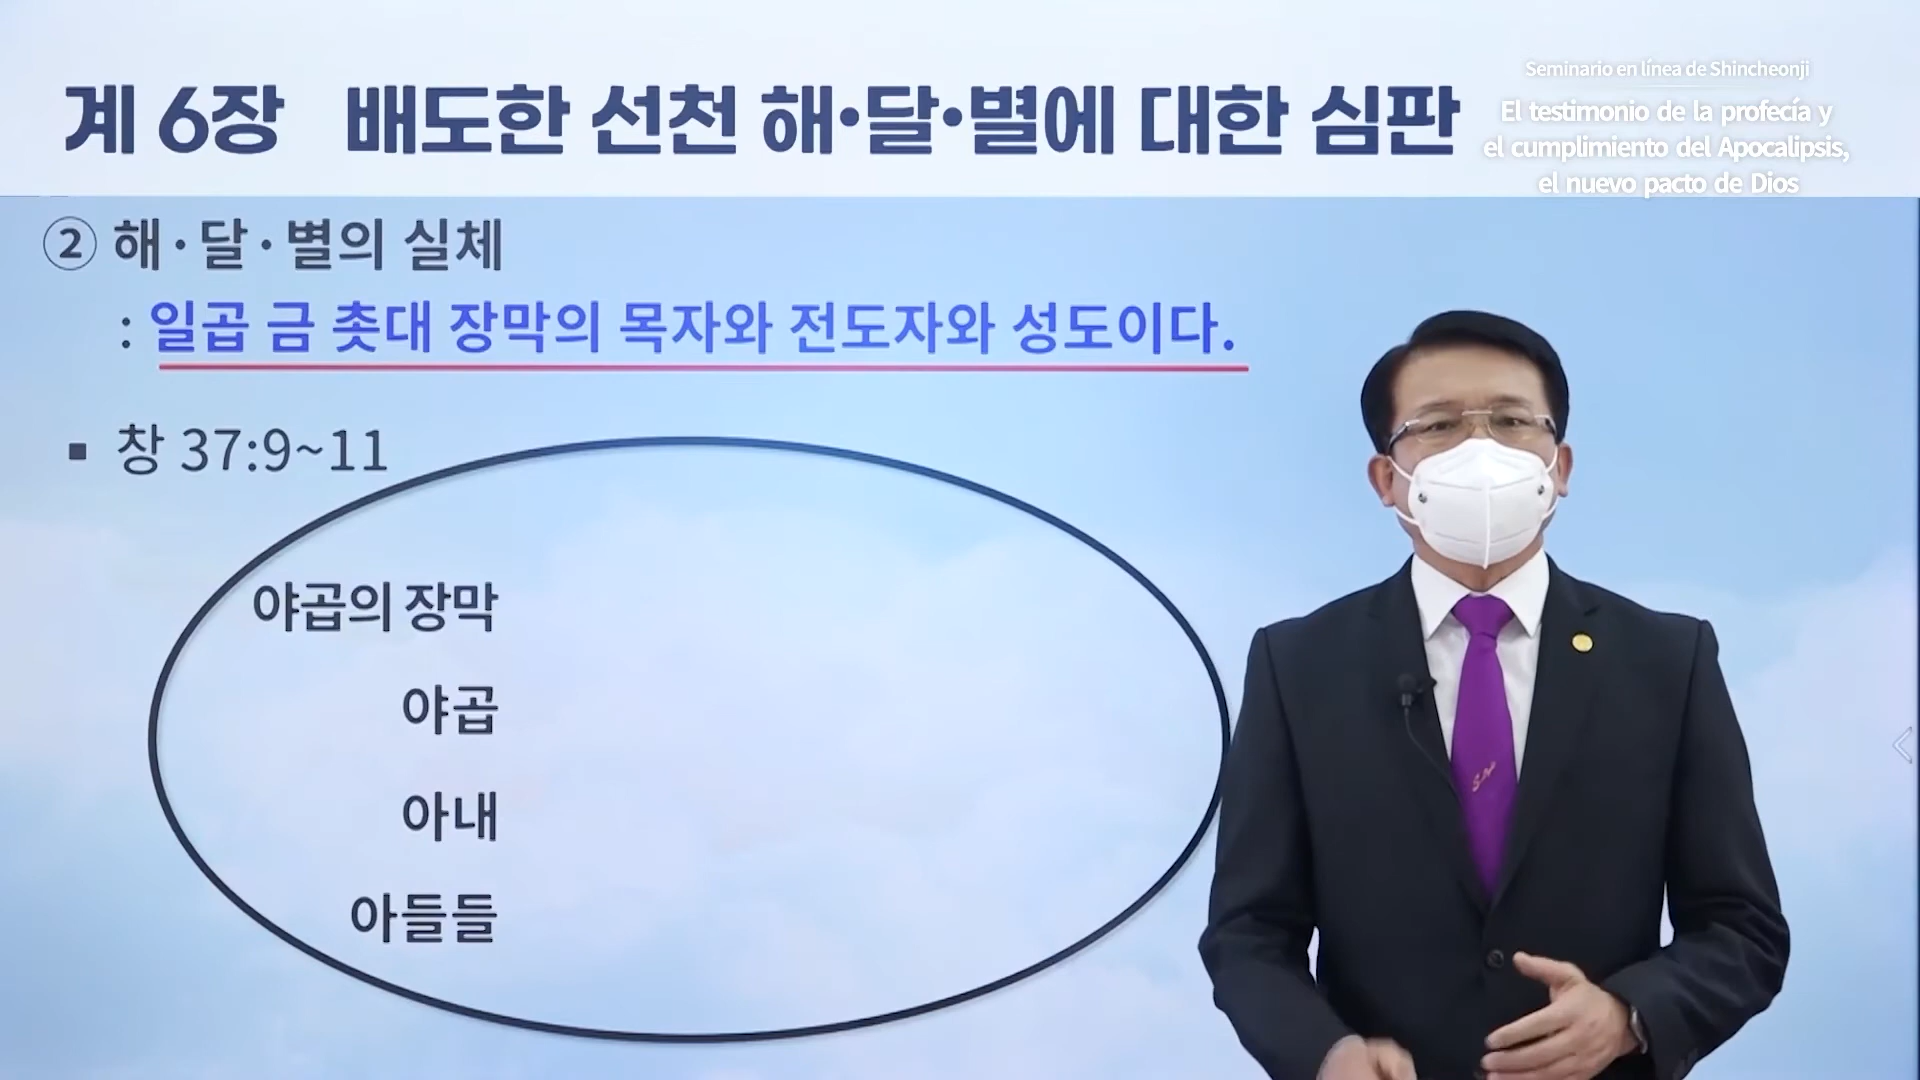 계 6장 배도한 선천 해·달·별에 대한 심판
Seminario en línea de Shincheonji
El testimonio de la profecía y
el cumplimiento del Apocalipsis,
el nuevo pacto de Dios
② 해·달·별의 실체
: 일곱 금 촛대 장막의 목자와 전도자와 성도이다.
▪ 창 37:9~11
야곱의 장막
야곱
아내
아들들